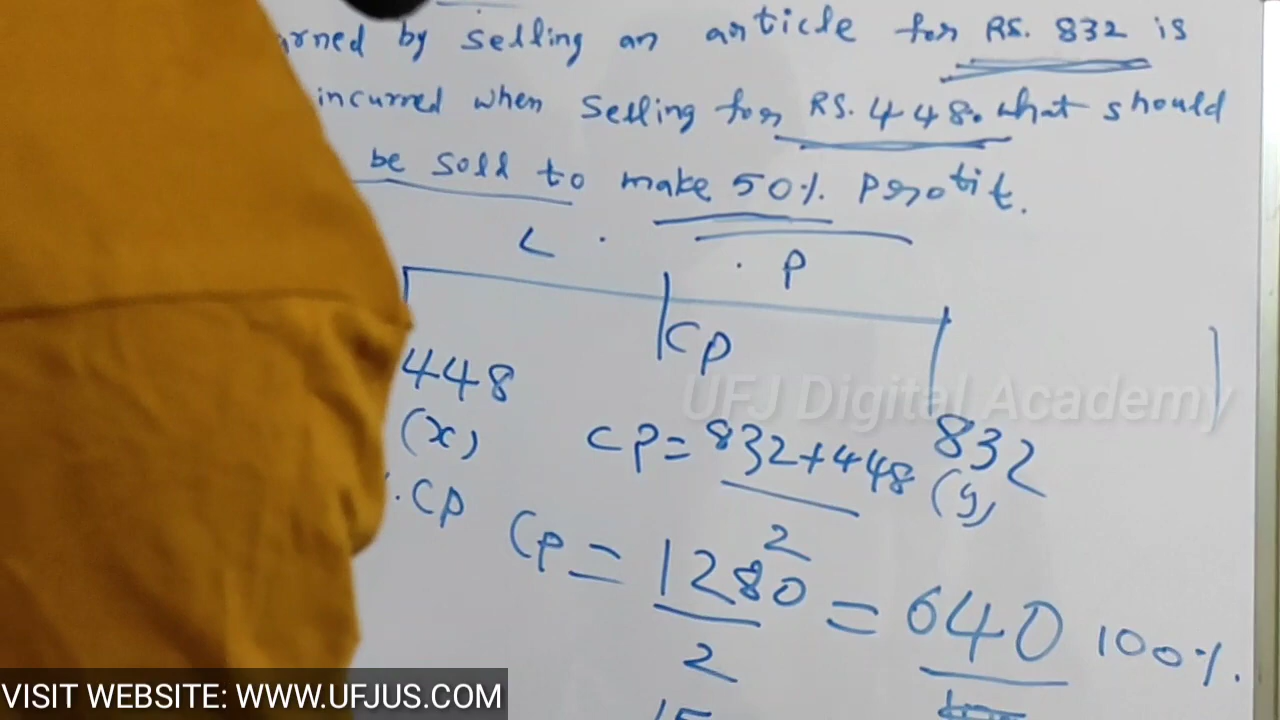 arned by selling an article for RS. 832 is
incurred when selling for RS. 448. what should
be sold to make 50% profit.
L P
CP
448 832
(x) (y)
CP = 832+448
2
CP
CP = 1280 = 640 100%.
2
15
UFJ Digital Academy
VISIT WEBSITE: WWW.UFJUS.COM